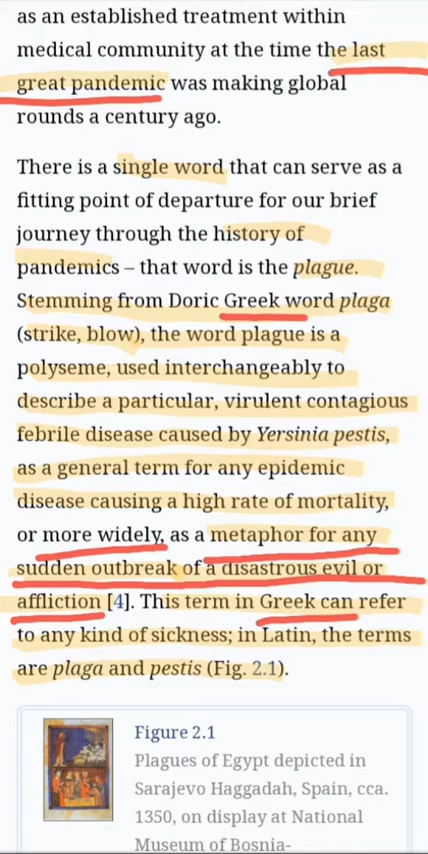 as an established treatment within
medical community at the time the last
great pandemic was making global
rounds a century ago.
There is a single word that can serve as a
fitting point of departure for our brief
journey through the history of
pandemics – that word is the plague.
Stemming from Doric Greek word plaga
(strike, blow), the word plague is a
polyseme, used interchangeably to
describe a particular, virulent contagious
febrile disease caused by Yersinia pestis,
as a general term for any epidemic
disease causing a high rate of mortality,
or more widely, as a metaphor for any
sudden outbreak of a disastrous evil or
affliction [4]. This term in Greek can refer
to any kind of sickness; in Latin, the terms
are plaga and pestis (Fig. 2.1).
Figure 2.1
Plagues of Egypt depicted in
Sarajevo Haggadah, Spain, cca.
1350, on display at National
Museum of Bosnia-